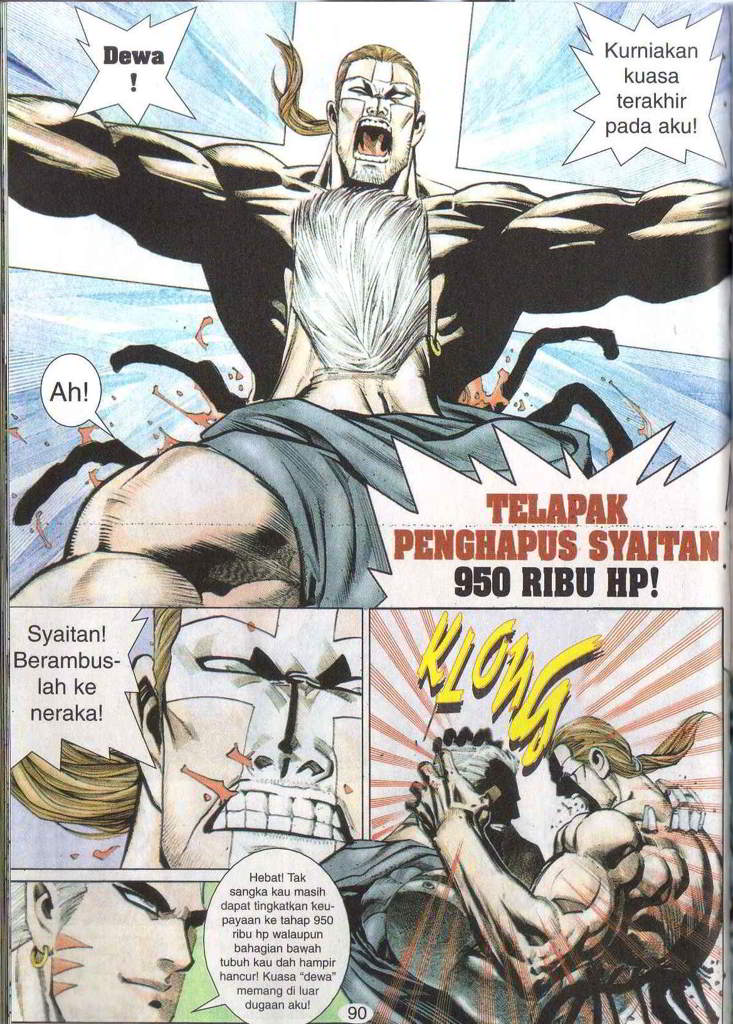 Dewa
!
Kurniakan
kuasa
terakhir
pada aku!
Ah!
TELAPAK
PENGHAPUS SYAITAN
950 RIBU HP!
Syaitan!
Berambus-
lah ke
neraka!
KLONG
Hebat! Tak
sangka kau masih
dapat tingkatkan keu-
payaan ke tahap 950
ribu hp walaupun
bahagian bawah
tubuh kau dah hampir
hancur! Kuasa “dewa”
memang di luar
dugaan aku!
90